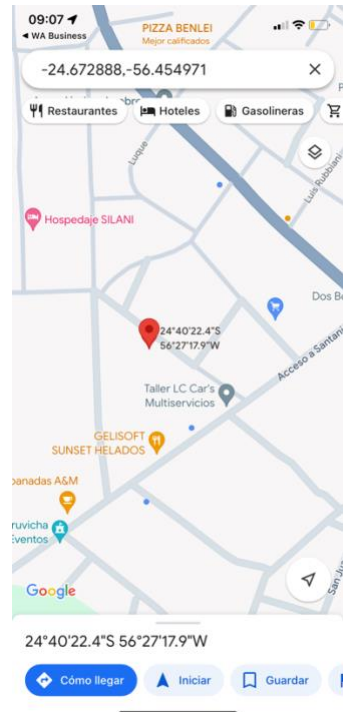 09:07
◄ WA Business
PIZZA BENLEI
Mejor calificados
-24.672888,-56.454971
Restaurantes
Hoteles
Gasolineras
Luque
Luis Rubbiani
Hospedaje SILANI
Dos Bo
24°40'22.4"S
56°27'17.9"W
Acceso a Santani
Taller LC Car's
Multiservicios
GELISOFT
SUNSET HELADOS
panadas A&M
ruvicha
Eventos
San Ju
Google
24°40'22.4"S 56°27'17.9"W
Cómo llegar
Iniciar
Guardar